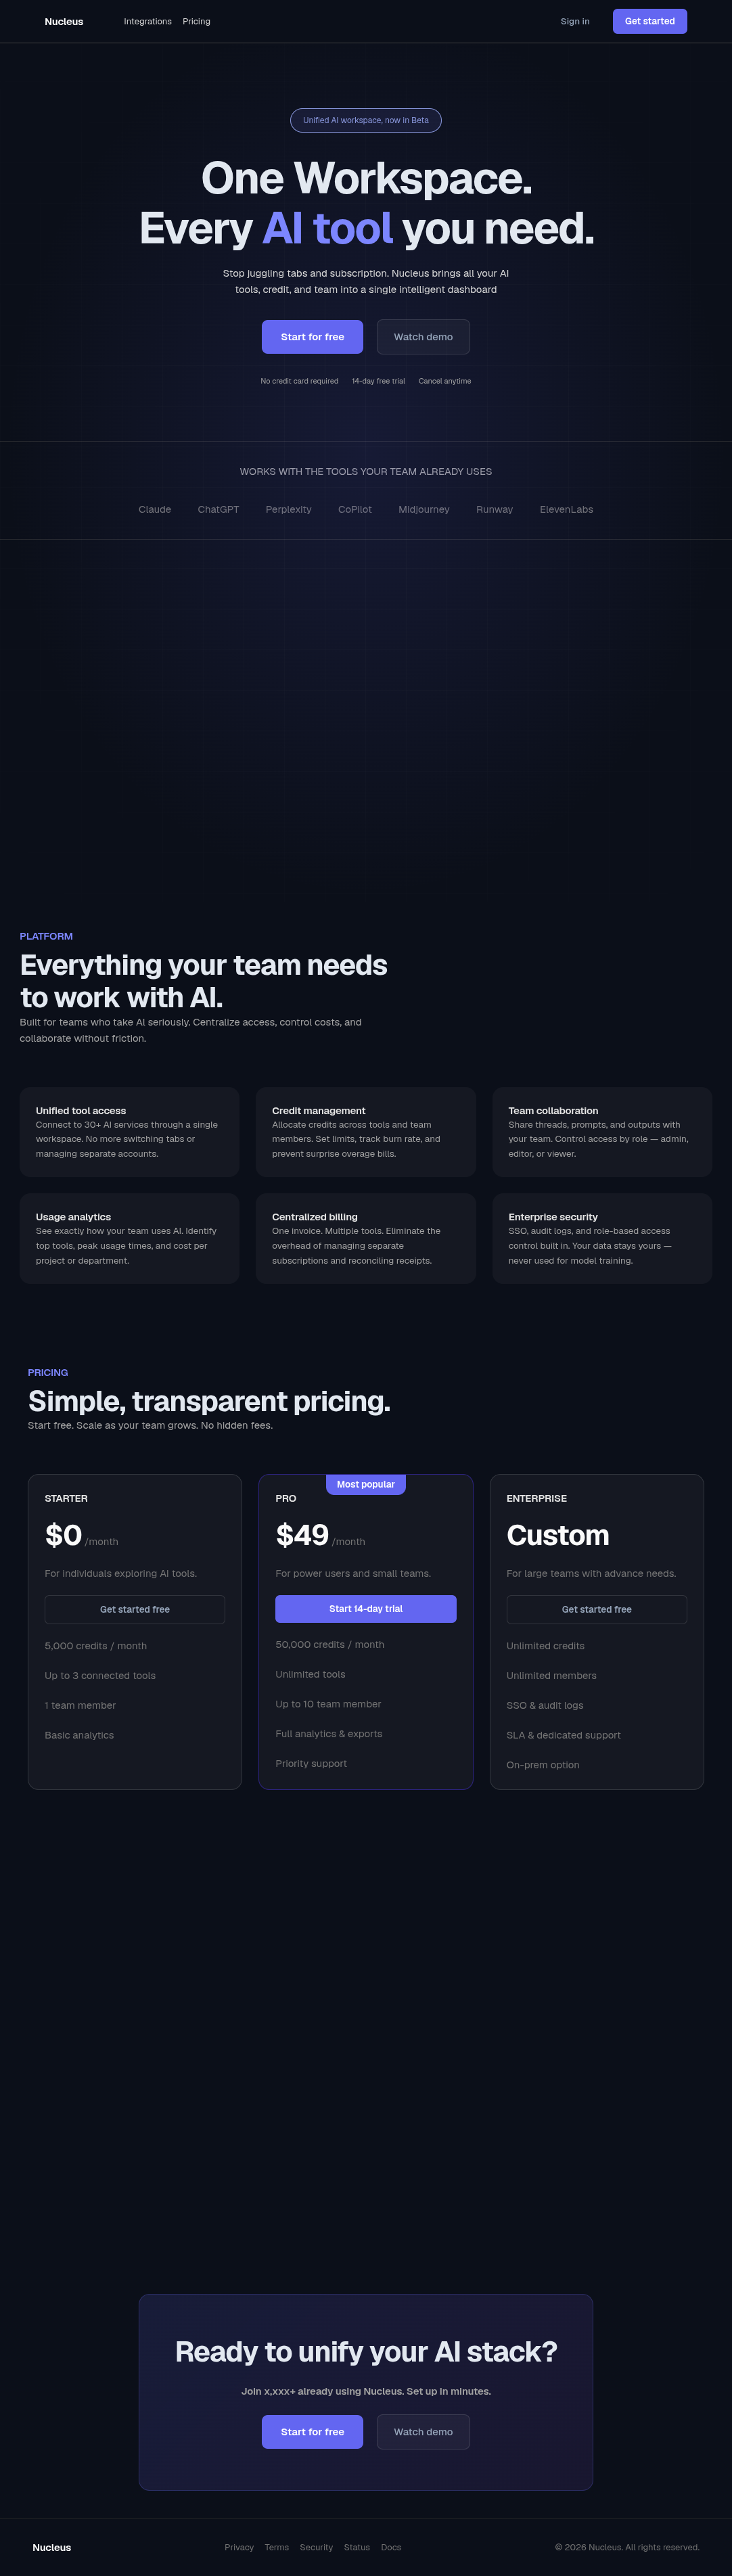 Nucleus
Integrations
Pricing
Sign in
Get started
Unified AI workspace, now in Beta
One Workspace.
Every AI tool you need.
Stop juggling tabs and subscription. Nucleus brings all your AI
tools, credit, and team into a single intelligent dashboard
Start for free
Watch demo
No credit card required
14-day free trial
Cancel anytime
WORKS WITH THE TOOLS YOUR TEAM ALREADY USES
Claude
ChatGPT
Perplexity
CoPilot
Midjourney
Runway
ElevenLabs
PLATFORM
Everything your team needs
to work with AI.
Built for teams who take AI seriously. Centralize access, control costs, and
collaborate without friction.
Unified tool access
Connect to 30+ AI services through a single
workspace. No more switching tabs or
managing separate accounts.
Credit management
Allocate credits across tools and team
members. Set limits, track burn rate, and
prevent surprise overage bills.
Team collaboration
Share threads, prompts, and outputs with
your team. Control access by role — admin,
editor, or viewer.
Usage analytics
See exactly how your team uses AI. Identify
top tools, peak usage times, and cost per
project or department.
Centralized billing
One invoice. Multiple tools. Eliminate the
overhead of managing separate
subscriptions and reconciling receipts.
Enterprise security
SSO, audit logs, and role-based access
control built in. Your data stays yours —
never used for model training.
PRICING
Simple, transparent pricing.
Start free. Scale as your team grows. No hidden fees.
STARTER
$0 /month
For individuals exploring AI tools.
Get started free
5,000 credits / month
Up to 3 connected tools
1 team member
Basic analytics
Most popular
PRO
$49 /month
For power users and small teams.
Start 14-day trial
50,000 credits / month
Unlimited tools
Up to 10 team member
Full analytics & exports
Priority support
ENTERPRISE
Custom
For large teams with advance needs.
Get started free
Unlimited credits
Unlimited members
SSO & audit logs
SLA & dedicated support
On-prem option
Ready to unify your AI stack?
Join x,xxx+ already using Nucleus. Set up in minutes.
Start for free
Watch demo
Nucleus
Privacy
Terms
Security
Status
Docs
© 2026 Nucleus. All rights reserved.